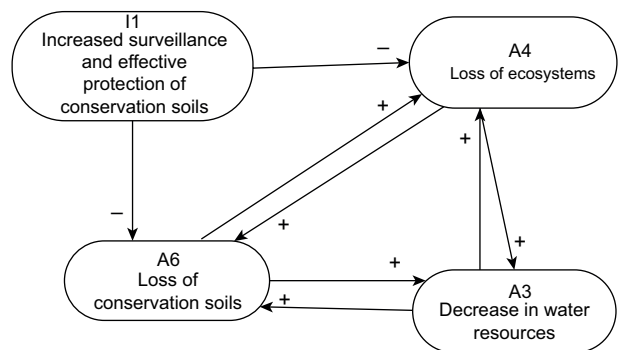 I1
Increased surveillance
and effective
protection of
conservation soils
–
A4
Loss of ecosystems
+
+
+
–
+
A6
Loss of
conservation soils
+
+
A3
Decrease in water
resources